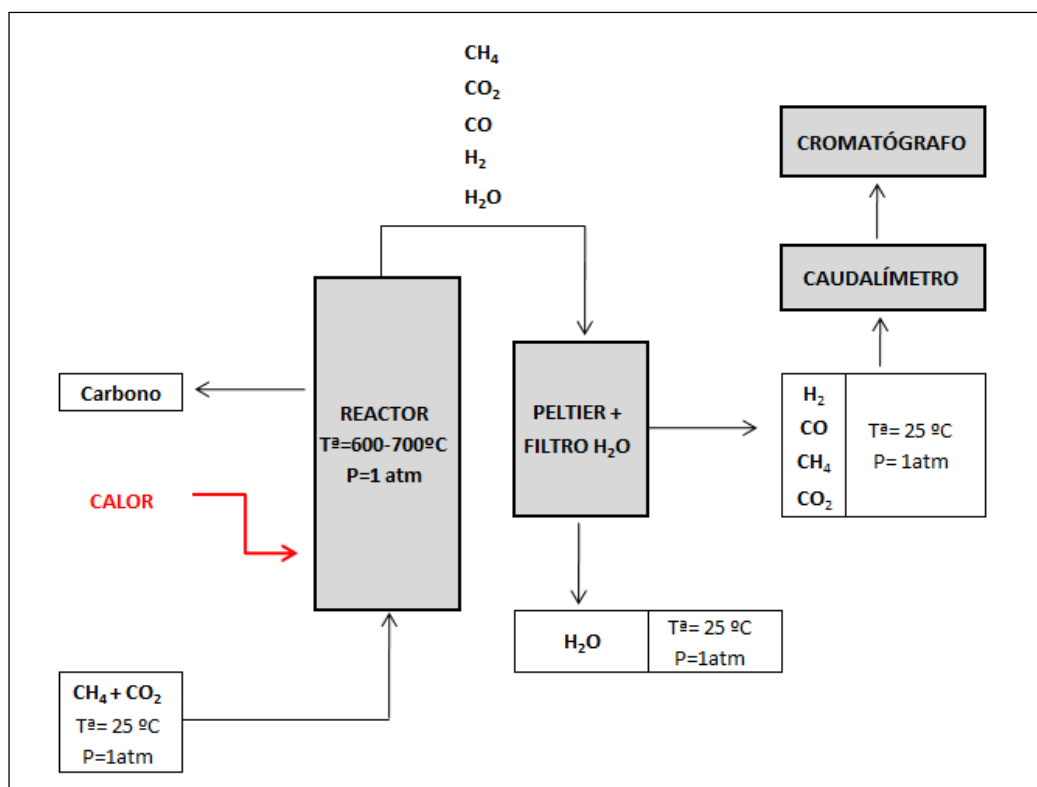 CH₄
CO₂
CO
H₂
H₂O
CROMATÓGRAFO
CAUDALÍMETRO
Carbono
REACTOR
Tª=600-700ºC
P=1 atm
PELTIER +
FILTRO H₂O
H₂
CO
CH₄
CO₂
Tª= 25 ºC
P= 1atm
CALOR
H₂O
Tª= 25 ºC
P=1atm
CH₄ + CO₂
Tª= 25 ºC
P=1atm